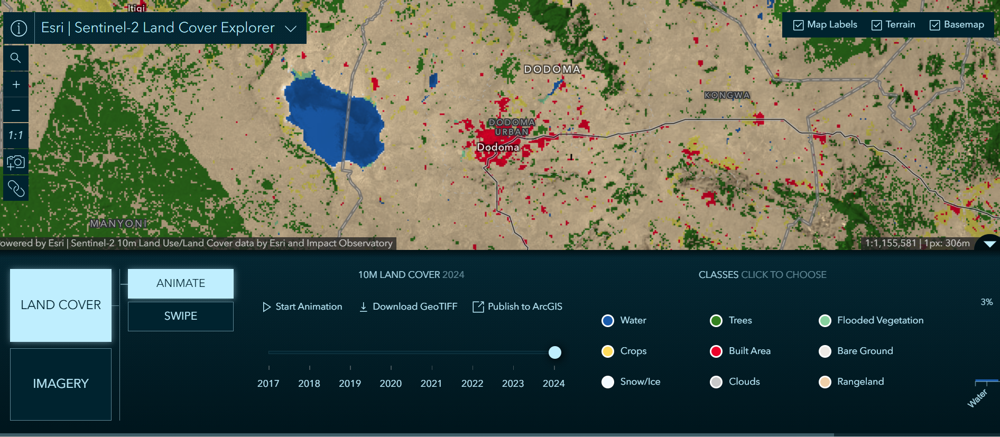 Itigi
Esri | Sentinel-2 Land Cover Explorer
Map Labels
Terrain
Basemap
1:1
DODOMA
KONGWA
DODOMA
URBAN
Dodoma
MANYONI
owered by Esri | Sentinel-2 10m Land Use/Land Cover data by Esri and Impact Observatory
1:1,155,581 | 1px: 306m
LAND COVER
IMAGERY
ANIMATE
SWIPE
10M LAND COVER 2024
Start Animation
Download GeoTIFF
Publish to ArcGIS
2017 2018 2019 2020 2021 2022 2023 2024
CLASSES CLICK TO CHOOSE
Water
Trees
Flooded Vegetation
Crops
Built Area
Bare Ground
Snow/Ice
Clouds
Rangeland
3%
Water